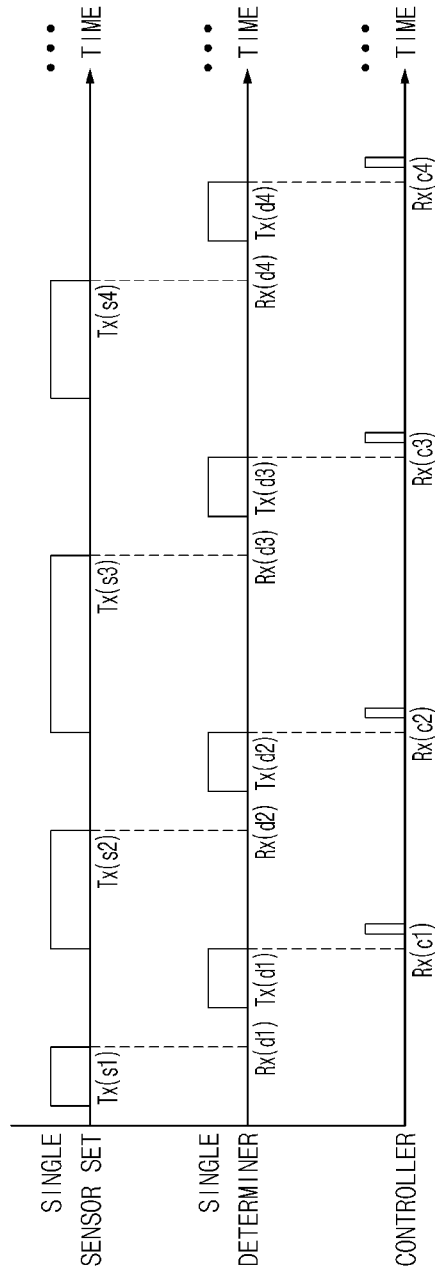 SINGLE
SENSOR SET
Tx(s1)
Tx(s2)
Tx(s3)
Tx(s4)
TIME
SINGLE
DETERMINER
Rx(d1)
Tx(d1)
Rx(d2)
Tx(d2)
Rx(d3)
Tx(d3)
Rx(d4)
Tx(d4)
TIME
CONTROLLER
Rx(c1)
Rx(c2)
Rx(c3)
Rx(c4)
TIME